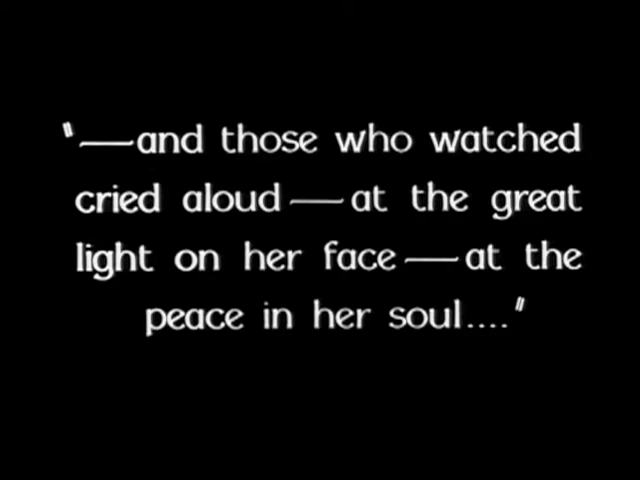 "—and those who watched
cried aloud—at the great
light on her face—at the
peace in her soul...."